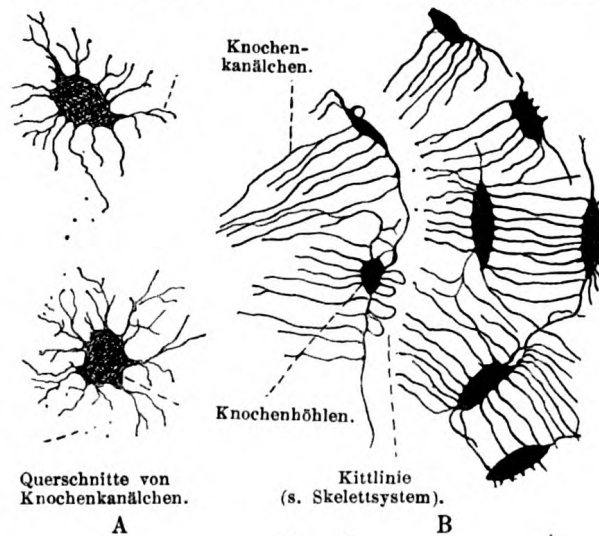 Knochen-
kanälchen.
Knochenhöhlen.
Querschnitte von
Knochenkanälchen.
Kittlinie
(s. Skelettsystem).
A
B